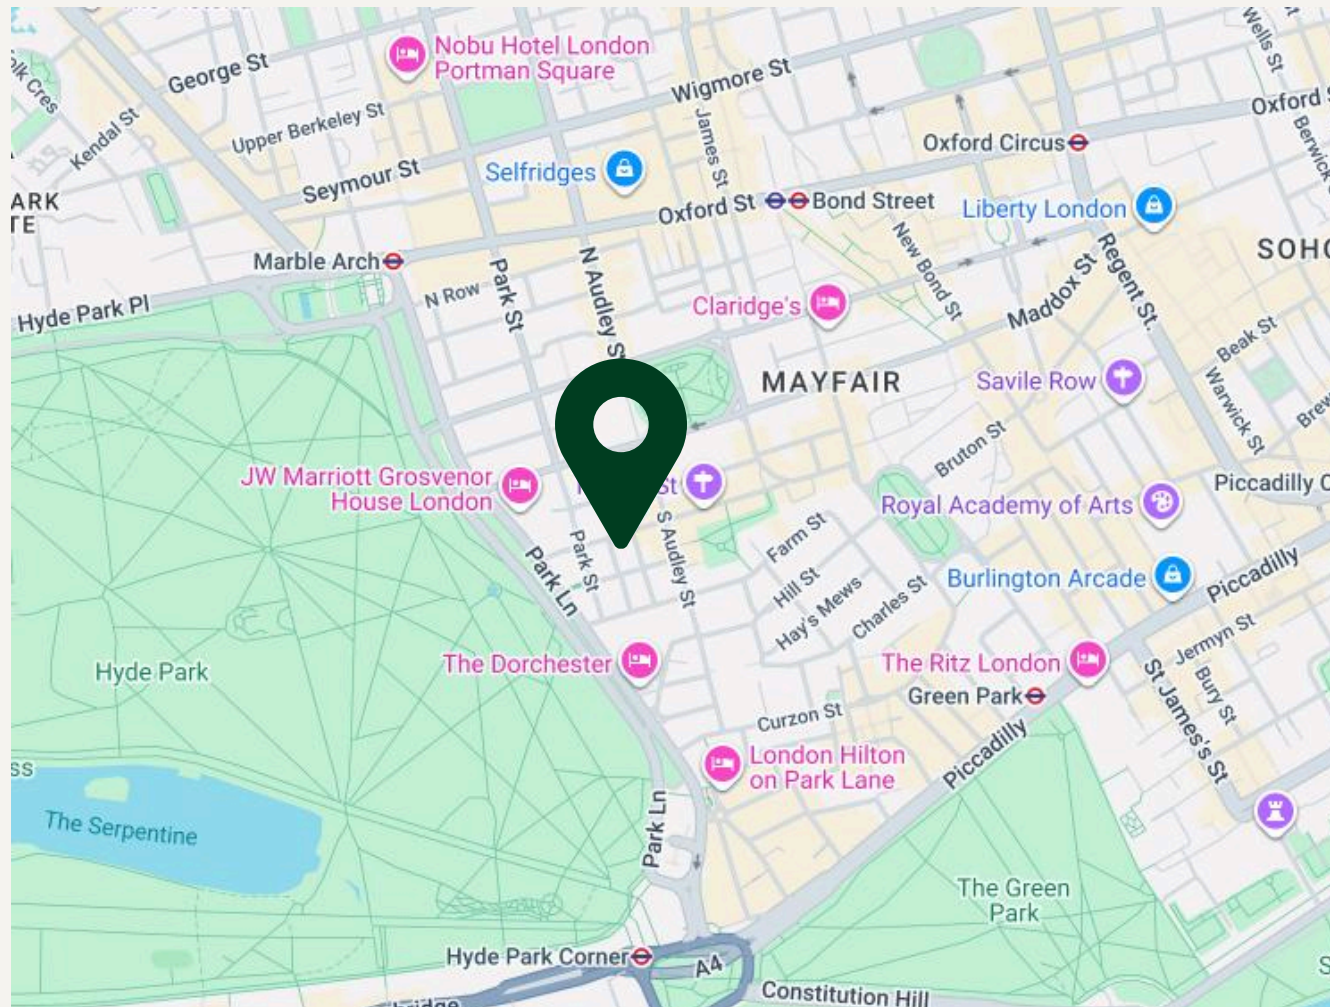 George St
Nobu Hotel London
Portman Square
Wigmore St
Wells St
Oxford
Kendal St
Upper Berkeley St
James St
Oxford Circus
Seymour St
Selfridges
Oxford St
Bond Street
Liberty London
Marble Arch
N Row
Park St
N Audley
New Bond St
Regent St.
SOHO
Hyde Park Pl
Claridge's
Maddox St
Beak St
MAYFAIR
Savile Row
Warwick St
JW Marriott Grosvenor
House London
Bruton St
Piccadilly
Royal Academy of Arts
S Audley St
Farm St
Park Ln
Park St
Hill St
Hay's Mews
Charles St
Burlington Arcade
Piccadilly
Jermyn St
Hyde Park
The Dorchester
The Ritz London
Green Park
Bury St
St James's St
Curzon St
Piccadilly
London Hilton
on Park Lane
The Serpentine
Park Ln
The Green
Park
Hyde Park Corner
A4
Constitution Hill